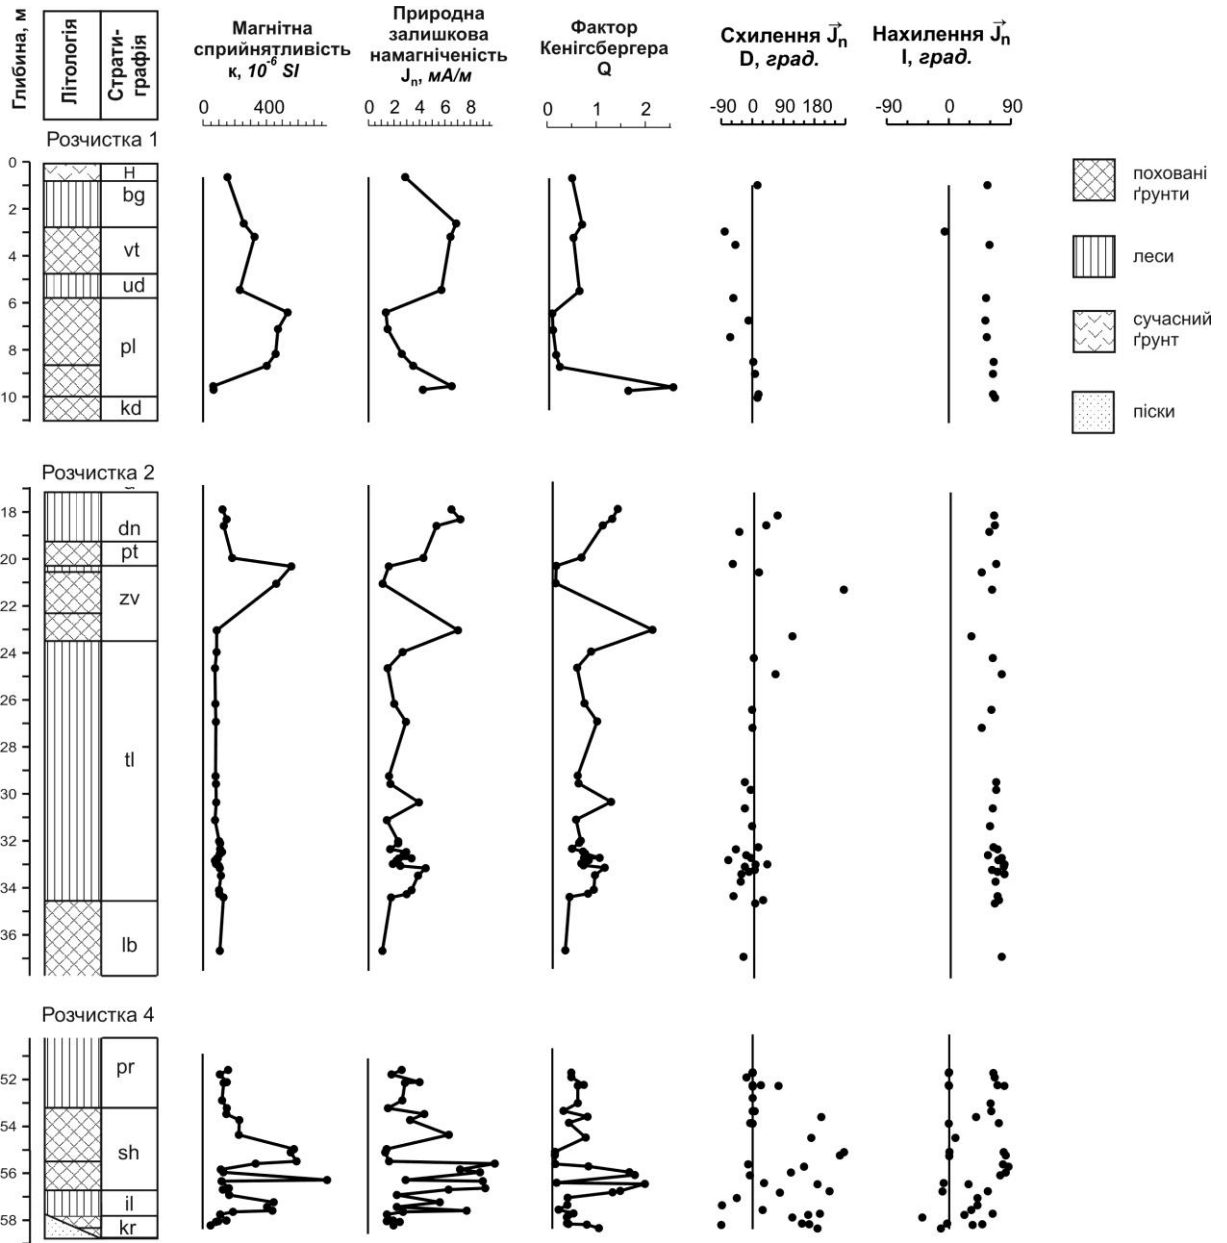 Глибина, м
Літологія
Страти-
графія
Магнітна
сприйнятливість
к, 10⁻⁶ SI
0 400
Природна
залишкова
намагніченість
Jₙ, мА/м
0 2 4 6 8
Фактор
Кенігсбергера
Q
0 1 2
Схилення J⃗ₙ
D, град.
-90 0 90 180
Нахилення J⃗ₙ
I, град.
-90 0 90
Розчистка 1
0
2
4
6
8
10
H
bg
vt
ud
pl
kd
поховані
ґрунти
леси
сучасний
ґрунт
піски
Розчистка 2
18
20
22
24
26
28
30
32
34
36
dn
pt
zv
tl
lb
Розчистка 4
52
54
56
58
pr
sh
il
kr